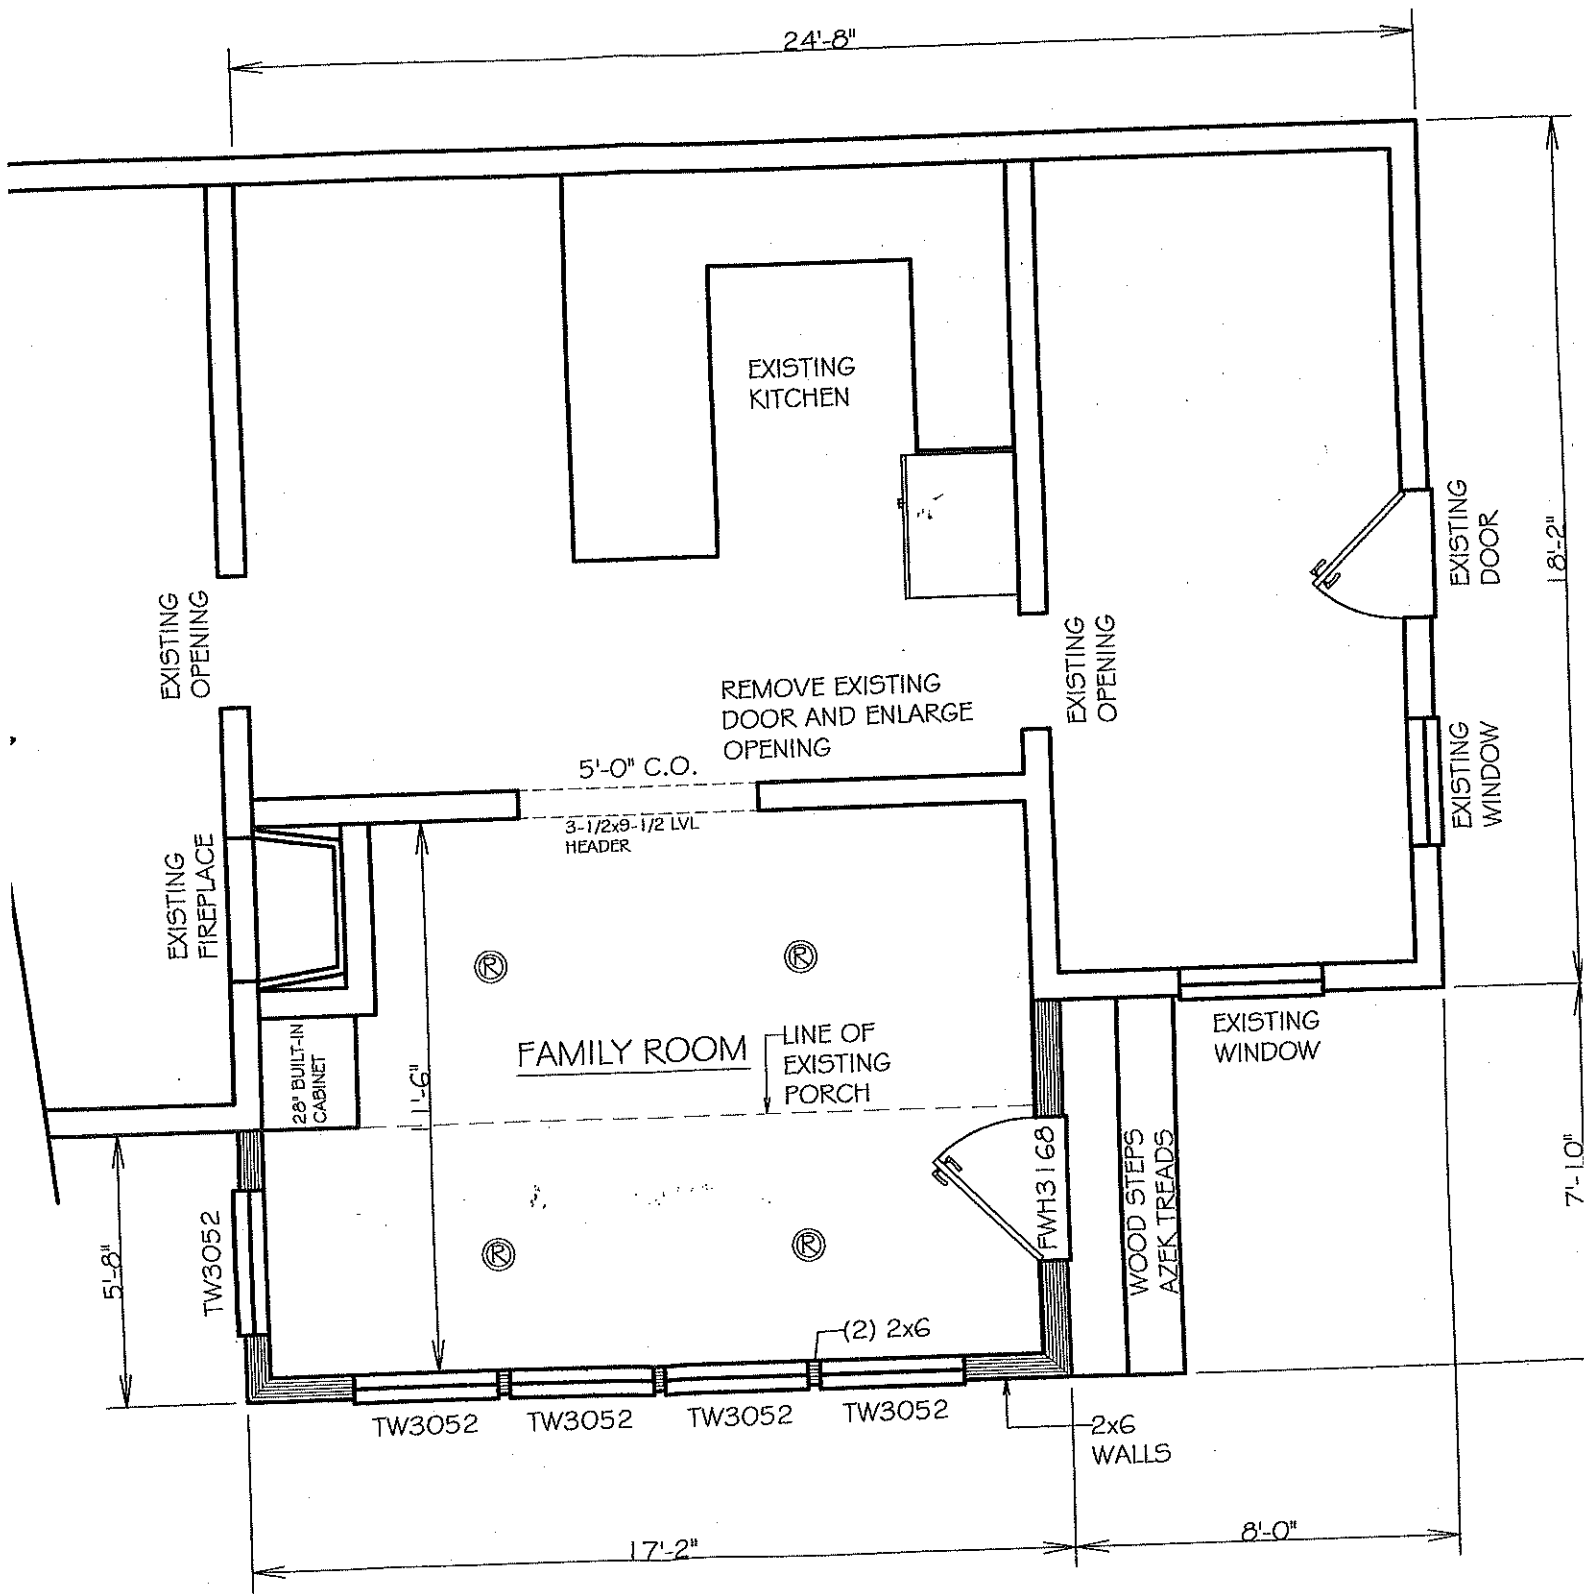 24'-8"
EXISTING
KITCHEN
EXISTING
DOOR
18'-2"
EXISTING
OPENING
EXISTING
OPENING
REMOVE EXISTING
DOOR AND ENLARGE
OPENING
5'-0" C.O.
3-1/2x9-1/2 LVL
HEADER
EXISTING
WINDOW
EXISTING
FIREPLACE
R
R
FAMILY ROOM
LINE OF
EXISTING
PORCH
EXISTING
WINDOW
28" BUILT-IN
CABINET
11'-6"
FWH3168
WOOD STEPS
AZEK TREADS
7'-10"
5'-8"
TW3052
R
R
(2) 2x6
TW3052
TW3052
TW3052
TW3052
2x6
WALLS
17'-2"
8'-0"